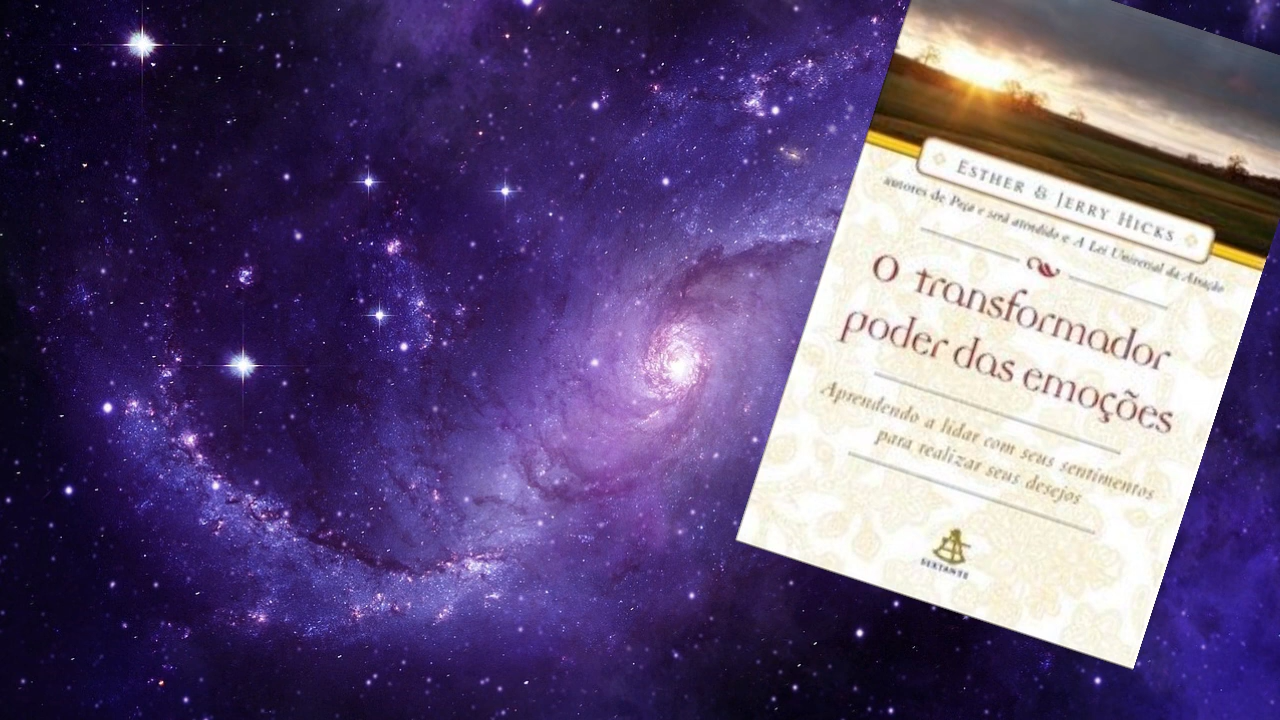 ESTHER & JERRY HICKS
autores de Peça e será atendido e A Lei Universal da Atração
O transformador
poder das emoções
Aprendendo a lidar com seus sentimentos
para realizar seus desejos
SEXTANTE